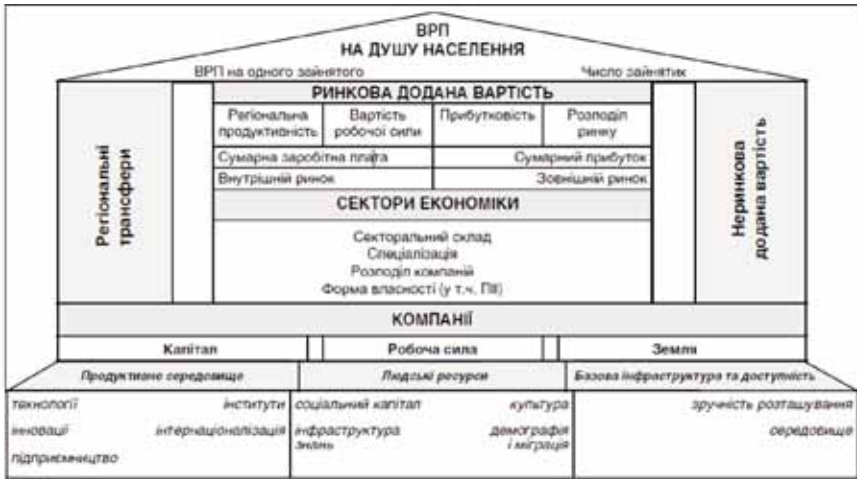 ВРП
НА ДУШУ НАСЕЛЕННЯ
ВРП на одного зайнятого
Число зайнятих
РИНКОВА ДОДАНА ВАРТІСТЬ
Регіональна продуктивність
Вартість робочої сили
Прибутковість
Розподіл ринку
Сумарна заробітна плата
Сумарний прибуток
Внутрішній ринок
Зовнішній ринок
Регіональні трансфери
Неринкова додана вартість
СЕКТОРИ ЕКОНОМІКИ
Секторальний склад
Спеціалізація
Розподіл компаній
Форма власності (у т.ч. ПІІ)
КОМПАНІЇ
Капітал
Робоча сила
Земля
Продуктивне середовище
Людські ресурси
Базова інфраструктура та доступність
технології
інститути
інновації
інтернаціоналізація
підприємництво
соціальний капітал
культура
інфраструктура знань
демографія і міграція
зручність розташування
середовище